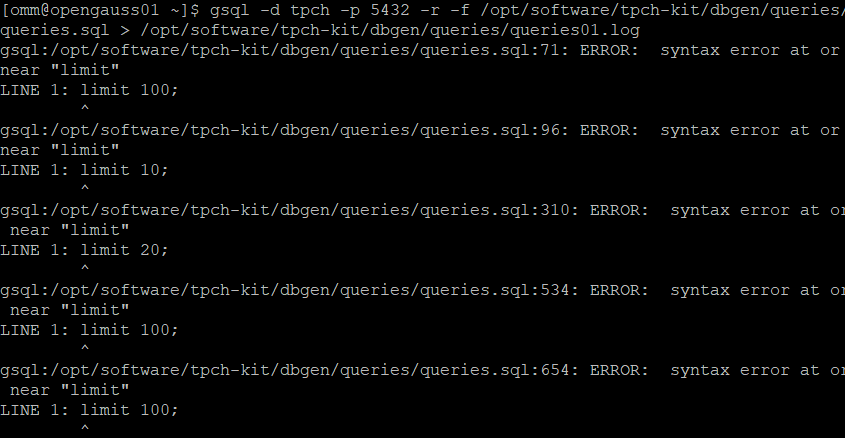 [omm@opengauss01 ~]$ gsql -d tpch -p 5432 -r -f /opt/software/tpch-kit/dbgen/queries/
queries.sql > /opt/software/tpch-kit/dbgen/queries/queries01.log
gsql:/opt/software/tpch-kit/dbgen/queries/queries.sql:71: ERROR:  syntax error at or
near "limit"
LINE 1: limit 100;
        ^
gsql:/opt/software/tpch-kit/dbgen/queries/queries.sql:96: ERROR:  syntax error at or
near "limit"
LINE 1: limit 10;
        ^
gsql:/opt/software/tpch-kit/dbgen/queries/queries.sql:310: ERROR:  syntax error at or
 near "limit"
LINE 1: limit 20;
        ^
gsql:/opt/software/tpch-kit/dbgen/queries/queries.sql:534: ERROR:  syntax error at or
 near "limit"
LINE 1: limit 100;
        ^
gsql:/opt/software/tpch-kit/dbgen/queries/queries.sql:654: ERROR:  syntax error at or
 near "limit"
LINE 1: limit 100;
        ^